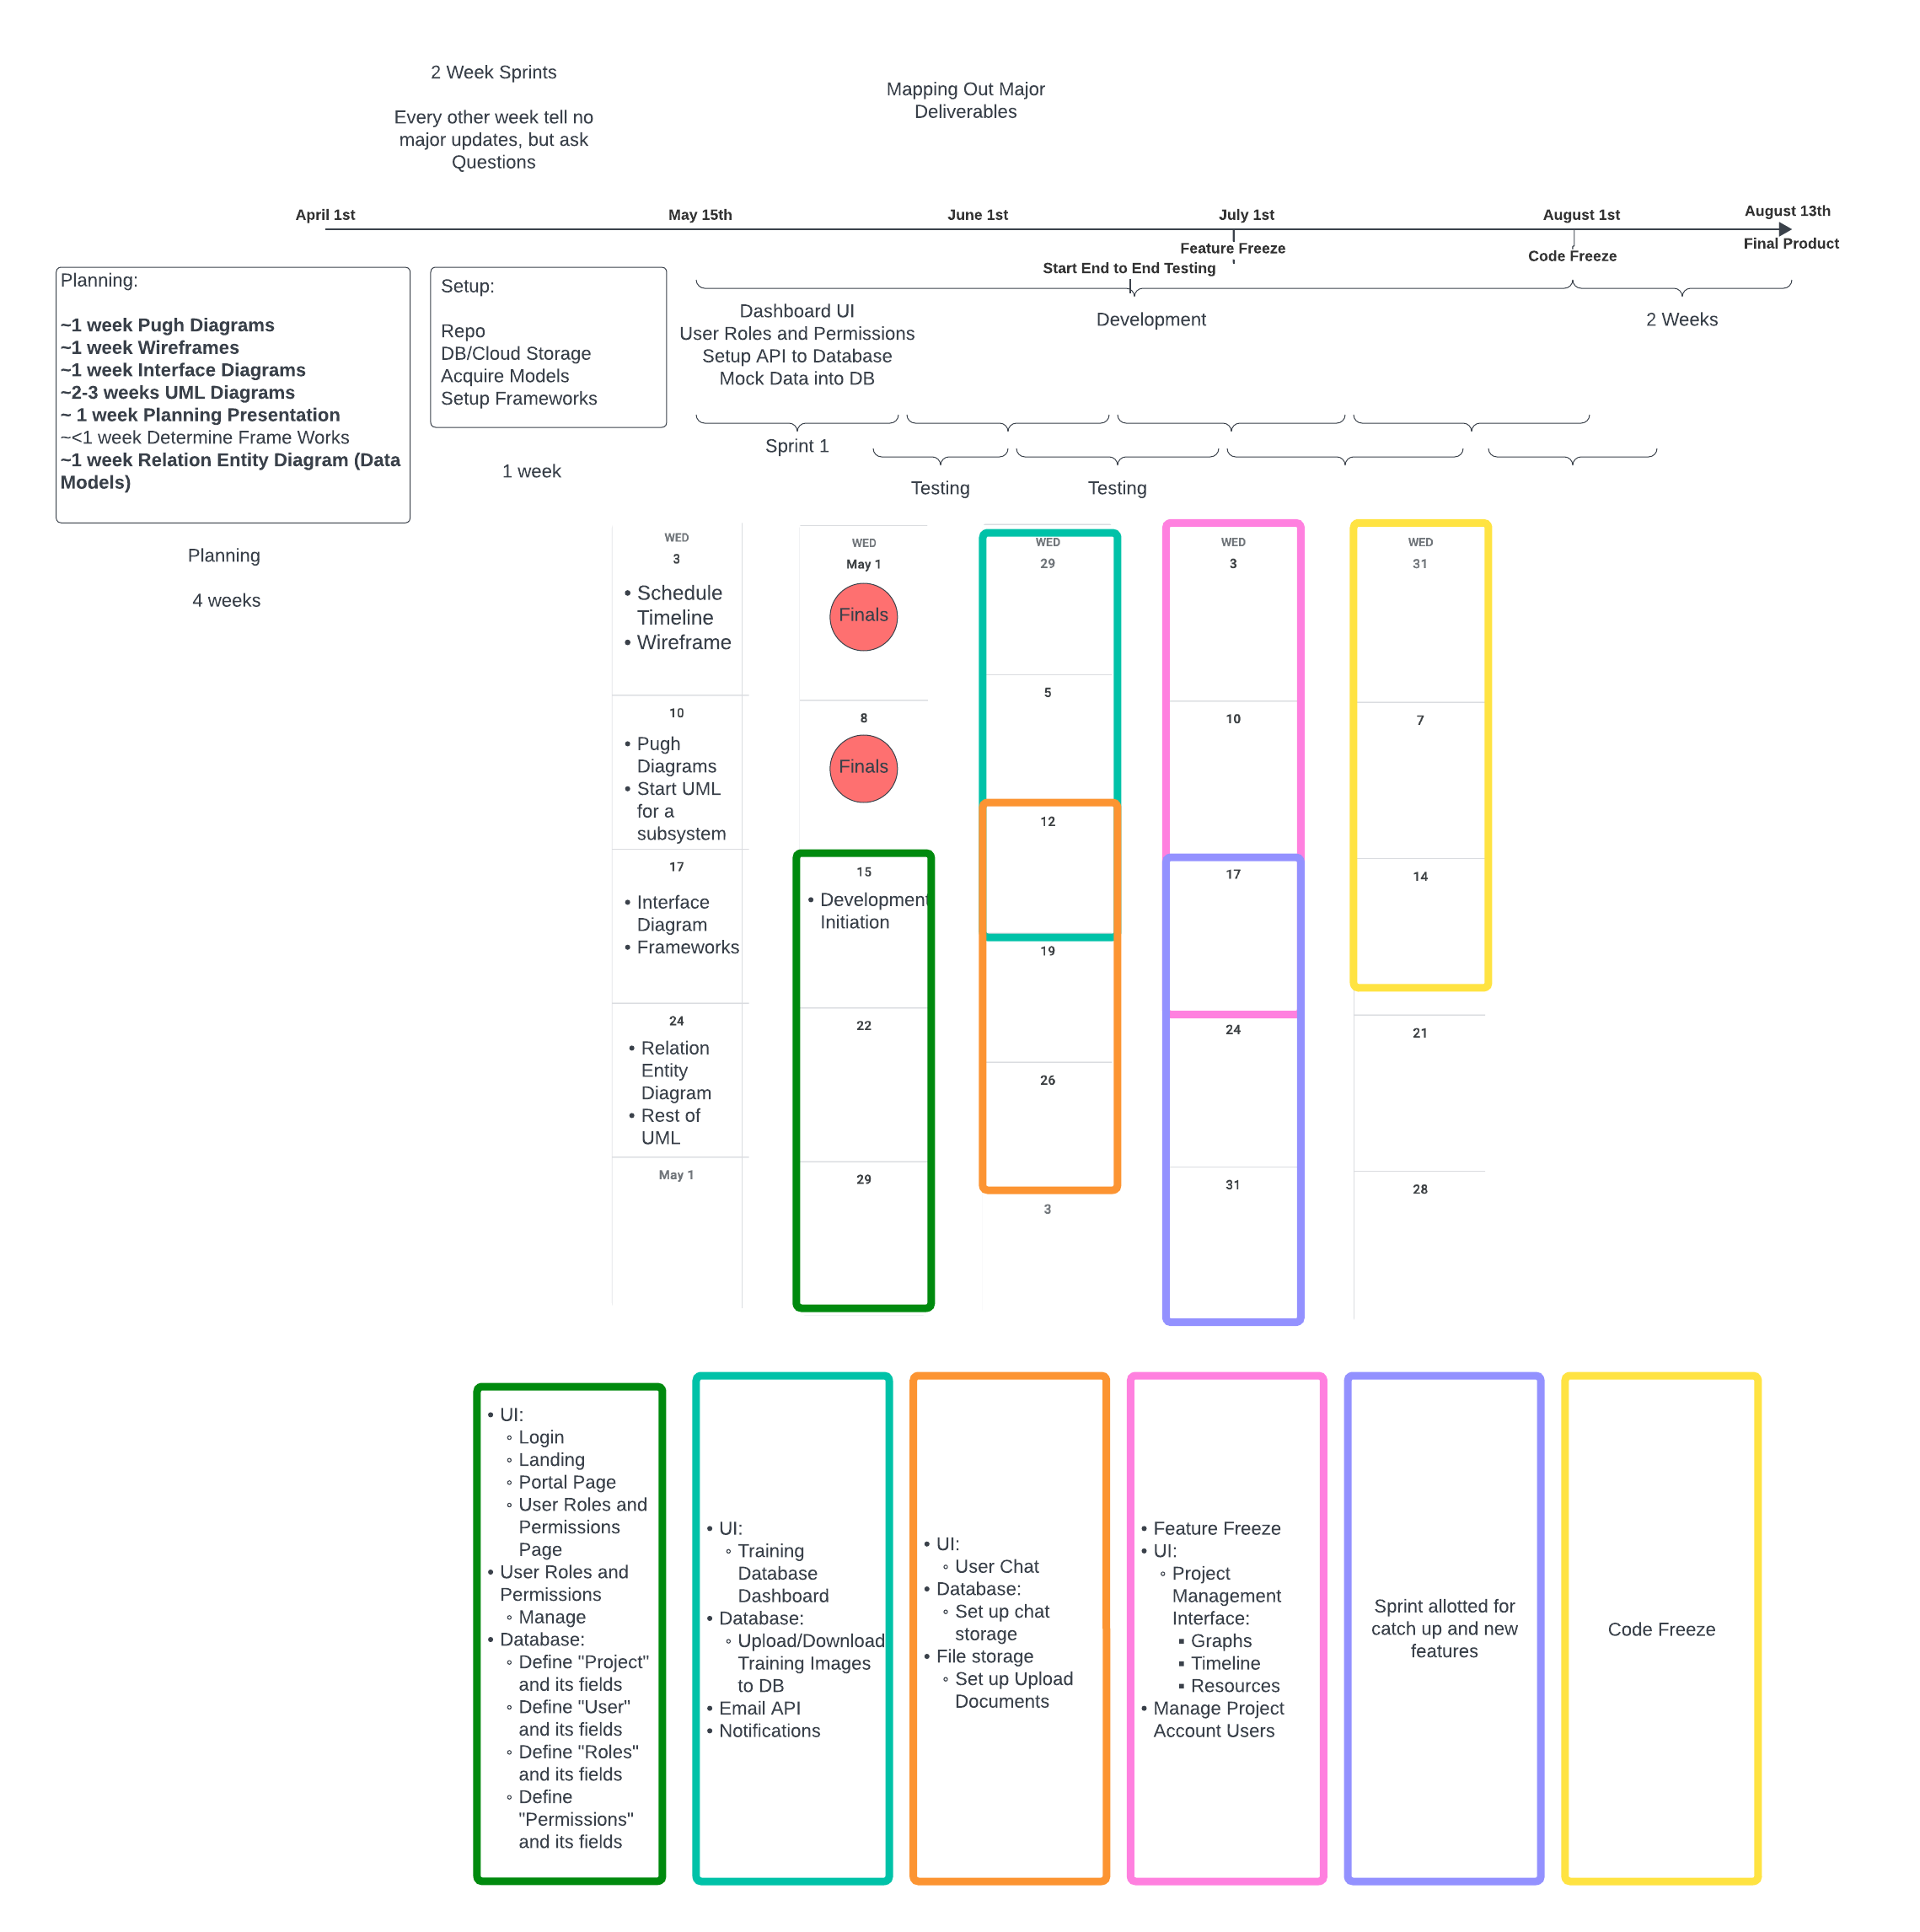 2 Week Sprints
Every other week tell no
major updates, but ask
Questions
Mapping Out Major
Deliverables
April 1st
May 15th
June 1st
July 1st
August 1st
August 13th
Feature Freeze
Code Freeze
Final Product
Start End to End Testing
Planning:
~1 week Pugh Diagrams
~1 week Wireframes
~1 week Interface Diagrams
~2-3 weeks UML Diagrams
~ 1 week Planning Presentation
~<1 week Determine Frame Works
~1 week Relation Entity Diagram (Data
Models)
Planning
4 weeks
Setup:
Repo
DB/Cloud Storage
Acquire Models
Setup Frameworks
1 week
Dashboard UI
User Roles and Permissions
Setup API to Database
Mock Data into DB
Development
2 Weeks
Sprint 1
Testing
Testing
WED
3
• Schedule
Timeline
• Wireframe
10
• Pugh
Diagrams
• Start UML
for a
subsystem
17
• Interface
Diagram
• Frameworks
24
• Relation
Entity
Diagram
• Rest of
UML
May 1
WED
May 1
Finals
8
Finals
15
• Development
Initiation
22
29
WED
29
5
12
19
26
3
WED
3
10
17
24
31
WED
31
7
14
21
28
• UI:
◦ Login
◦ Landing
◦ Portal Page
◦ User Roles and
Permissions
Page
• User Roles and
Permissions
◦ Manage
• Database:
◦ Define "Project"
and its fields
◦ Define "User"
and its fields
◦ Define "Roles"
and its fields
◦ Define
"Permissions"
and its fields
• UI:
◦ Training
Database
Dashboard
• Database:
◦ Upload/Download
Training Images
to DB
• Email API
• Notifications
• UI:
◦ User Chat
• Database:
◦ Set up chat
storage
• File storage
◦ Set up Upload
Documents
• Feature Freeze
• UI:
◦ Project
Management
Interface:
▪ Graphs
▪ Timeline
▪ Resources
• Manage Project
Account Users
Sprint allotted for
catch up and new
features
Code Freeze